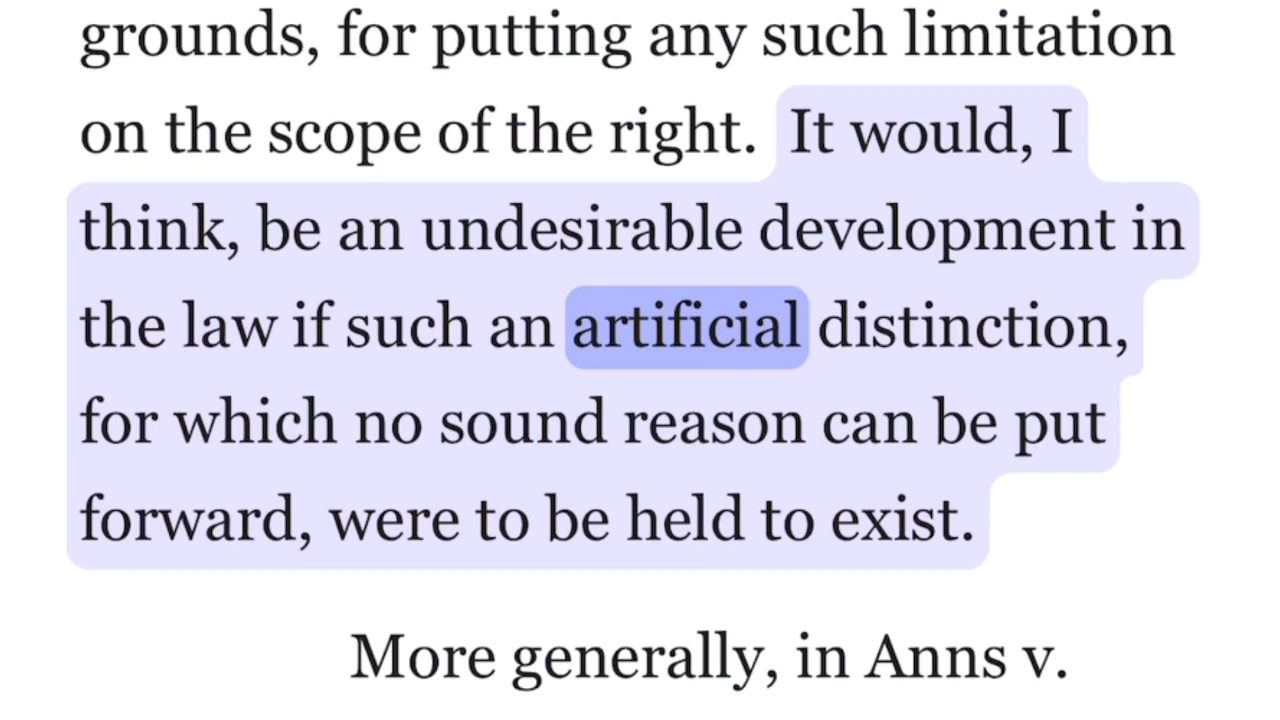 grounds, for putting any such limitation
on the scope of the right. It would, I
think, be an undesirable development in
the law if such an artificial distinction,
for which no sound reason can be put
forward, were to be held to exist.
More generally, in Anns v.